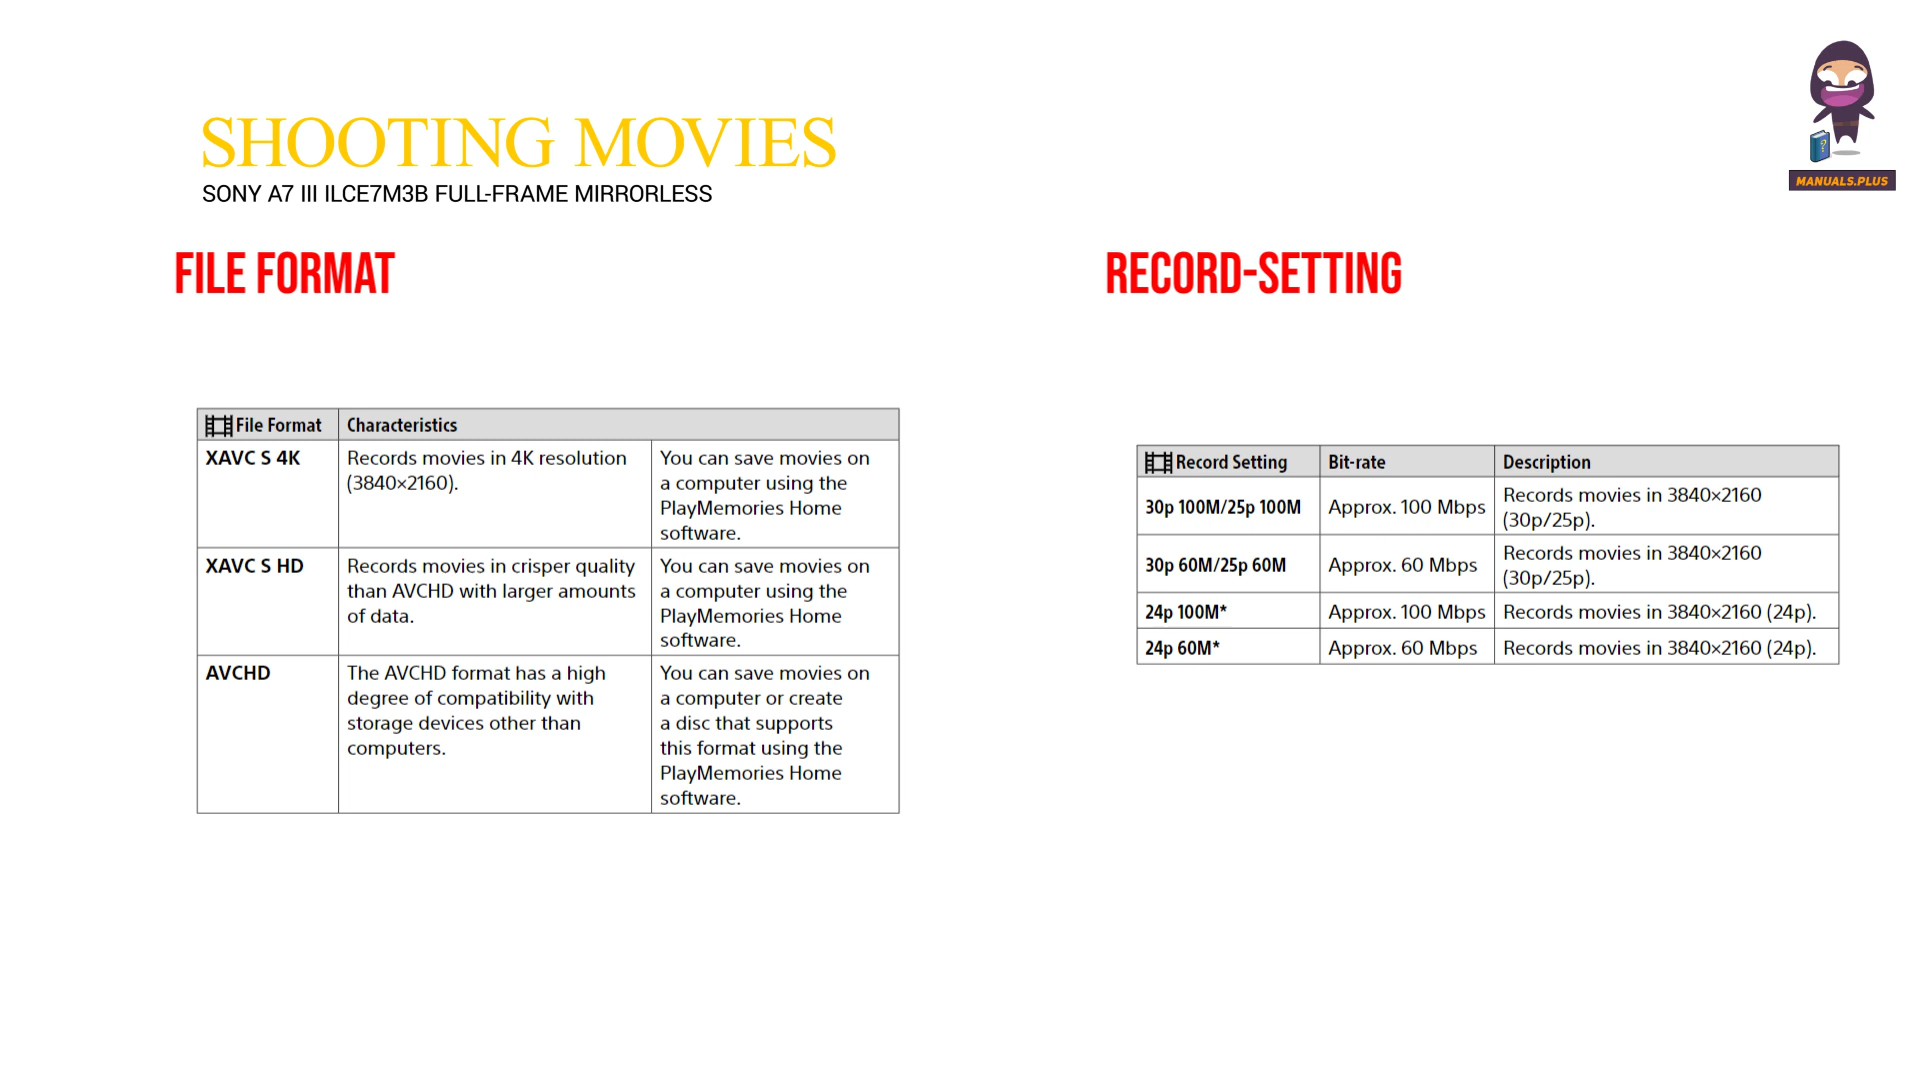 SHOOTING MOVIES
SONY A7 III ILCE7M3B FULL-FRAME MIRRORLESS
MANUALS.PLUS
FILE FORMAT
File Format
Characteristics
XAVC S 4K
Records movies in 4K resolution
(3840×2160).
You can save movies on
a computer using the
PlayMemories Home
software.
XAVC S HD
Records movies in crisper quality
than AVCHD with larger amounts
of data.
You can save movies on
a computer using the
PlayMemories Home
software.
AVCHD
The AVCHD format has a high
degree of compatibility with
storage devices other than
computers.
You can save movies on
a computer or create
a disc that supports
this format using the
PlayMemories Home
software.
RECORD-SETTING
Record Setting
Bit-rate
Description
30p 100M/25p 100M
Approx. 100 Mbps
Records movies in 3840×2160
(30p/25p).
30p 60M/25p 60M
Approx. 60 Mbps
Records movies in 3840×2160
(30p/25p).
24p 100M*
Approx. 100 Mbps
Records movies in 3840×2160 (24p).
24p 60M*
Approx. 60 Mbps
Records movies in 3840×2160 (24p).